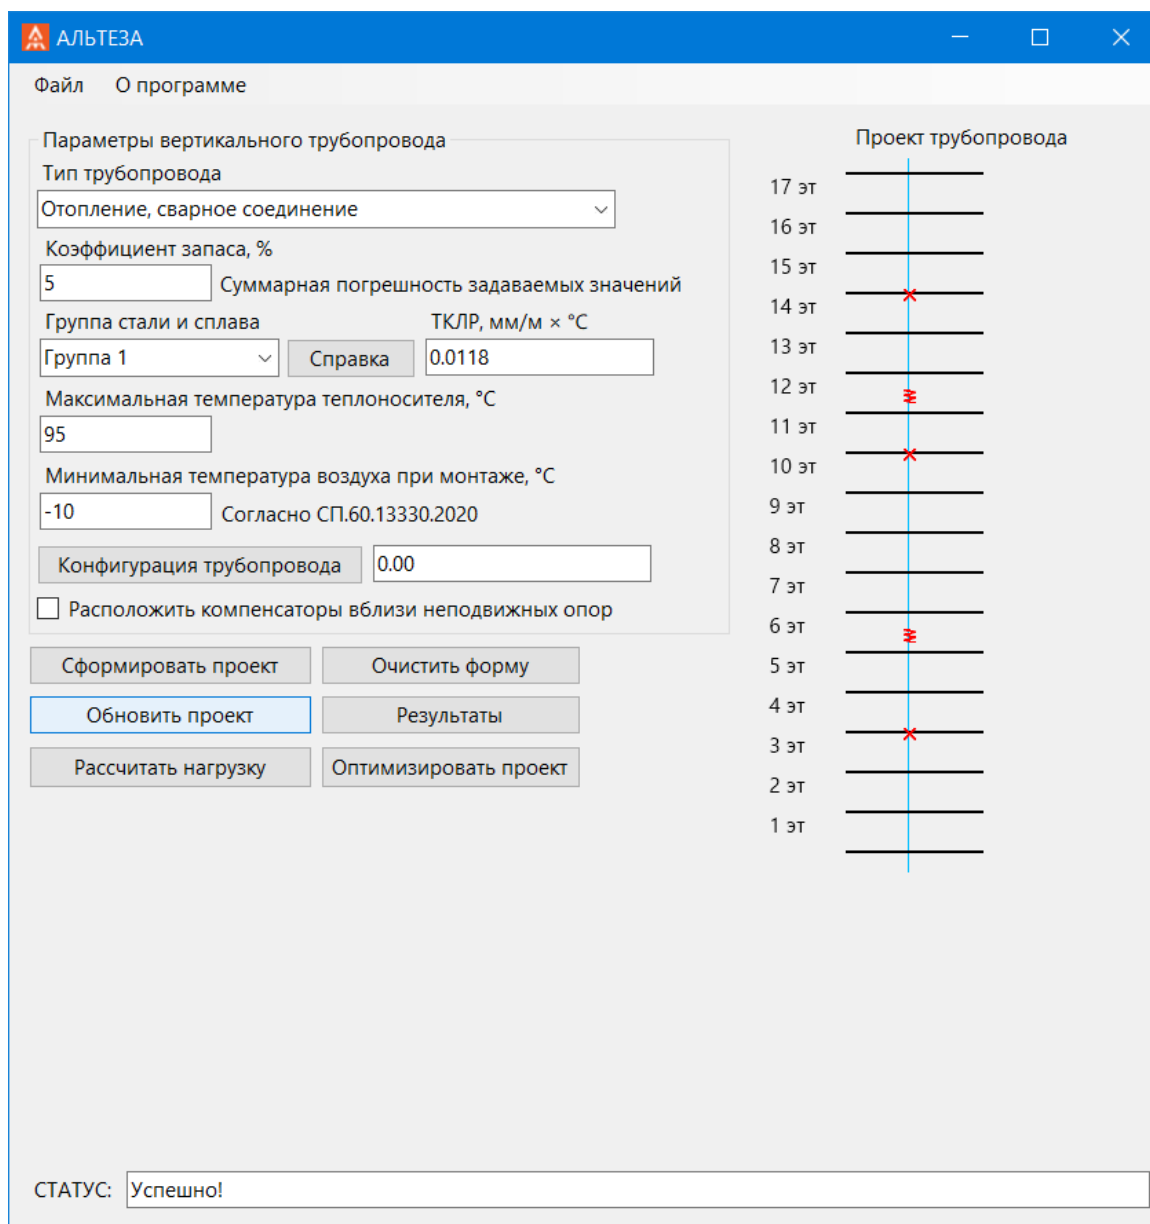 АЛЬТЕЗА
Файл О программе
Параметры вертикального трубопровода
Тип трубопровода
Отопление, сварное соединение
Коэффициент запаса, %
5 Суммарная погрешность задаваемых значений
Группа стали и сплава ТКЛР, мм/м × °C
Группа 1 Справка 0.0118
Максимальная температура теплоносителя, °C
95
Минимальная температура воздуха при монтаже, °C
-10 Согласно СП.60.13330.2020
Конфигурация трубопровода 0.00
Расположить компенсаторы вблизи неподвижных опор
Сформировать проект Очистить форму
Обновить проект Результаты
Рассчитать нагрузку Оптимизировать проект
Проект трубопровода
17 эт
16 эт
15 эт
14 эт
13 эт
12 эт
11 эт
10 эт
9 эт
8 эт
7 эт
6 эт
5 эт
4 эт
3 эт
2 эт
1 эт
СТАТУС: Успешно!